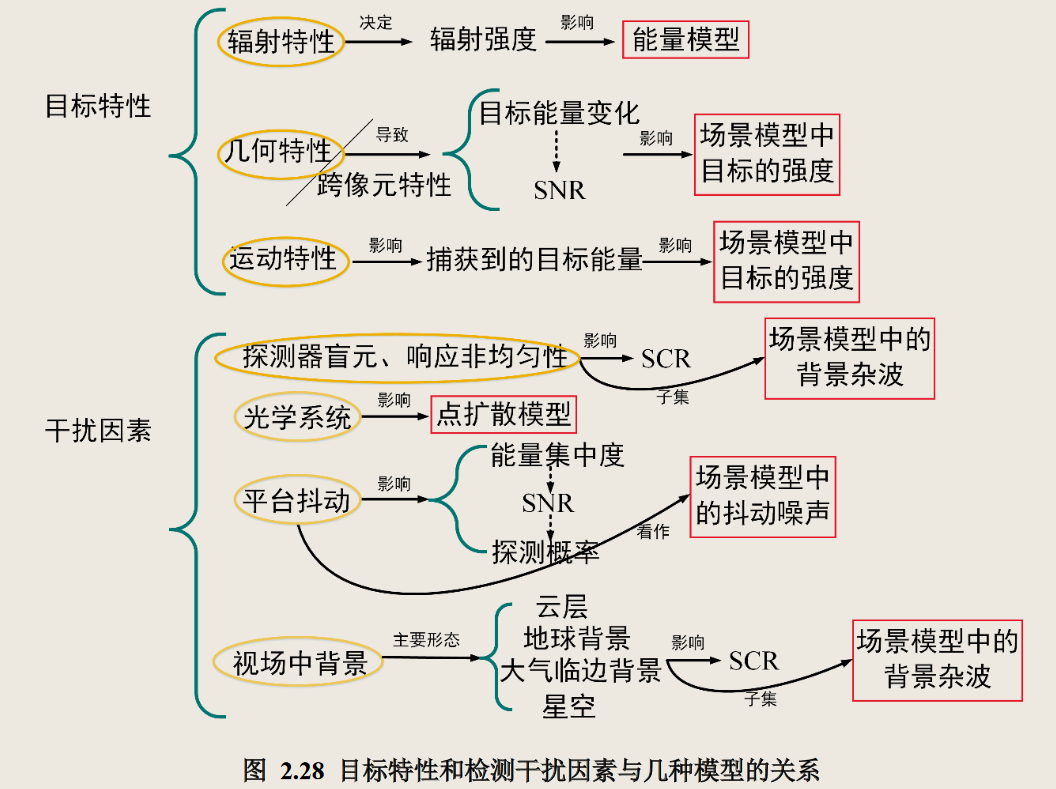 目标特性
辐射特性
决定
辐射强度
影响
能量模型
几何特性
导致
跨像元特性
目标能量变化
SNR
影响
场景模型中
目标的强度
运动特性
影响
捕获到的目标能量
影响
场景模型中
目标的强度
干扰因素
探测器盲元、响应非均匀性
影响
SCR
子集
场景模型中的
背景杂波
光学系统
影响
点扩散模型
平台抖动
影响
能量集中度
SNR
探测概率
看作
场景模型中
的抖动噪声
视场中背景
主要形态
云层
地球背景
大气临边背景
星空
影响
SCR
子集
场景模型中的
背景杂波
图 2.28 目标特性和检测干扰因素与几种模型的关系